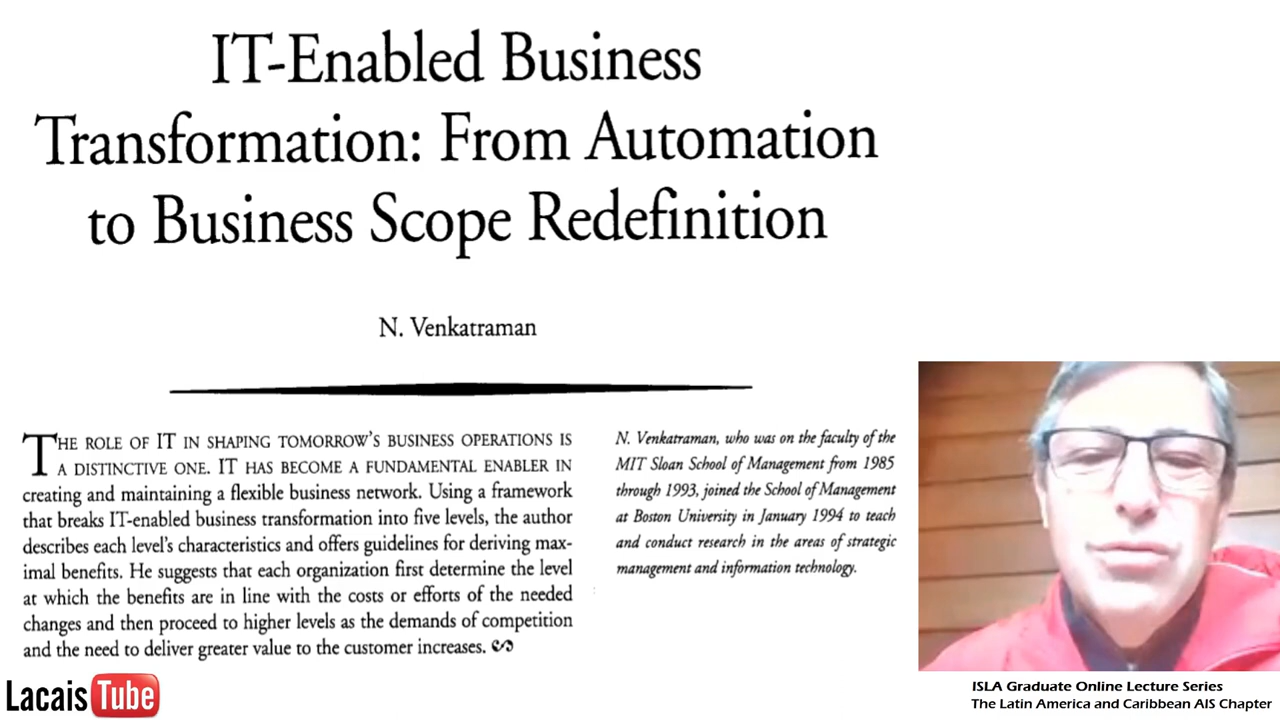 IT-Enabled Business
Transformation: From Automation
to Business Scope Redefinition
N. Venkatraman
THE ROLE OF IT IN SHAPING TOMORROW'S BUSINESS OPERATIONS IS
A DISTINCTIVE ONE. IT HAS BECOME A FUNDAMENTAL ENABLER IN
creating and maintaining a flexible business network. Using a framework
that breaks IT-enabled business transformation into five levels, the author
describes each level's characteristics and offers guidelines for deriving max-
imal benefits. He suggests that each organization first determine the level
at which the benefits are in line with the costs or efforts of the needed
changes and then proceed to higher levels as the demands of competition
and the need to deliver greater value to the customer increases.
N. Venkatraman, who was on the faculty of the
MIT Sloan School of Management from 1985
through 1993, joined the School of Management
at Boston University in January 1994 to teach
and conduct research in the areas of strategic
management and information technology.
Lacais Tube
ISLA Graduate Online Lecture Series
The Latin America and Caribbean AIS Chapter